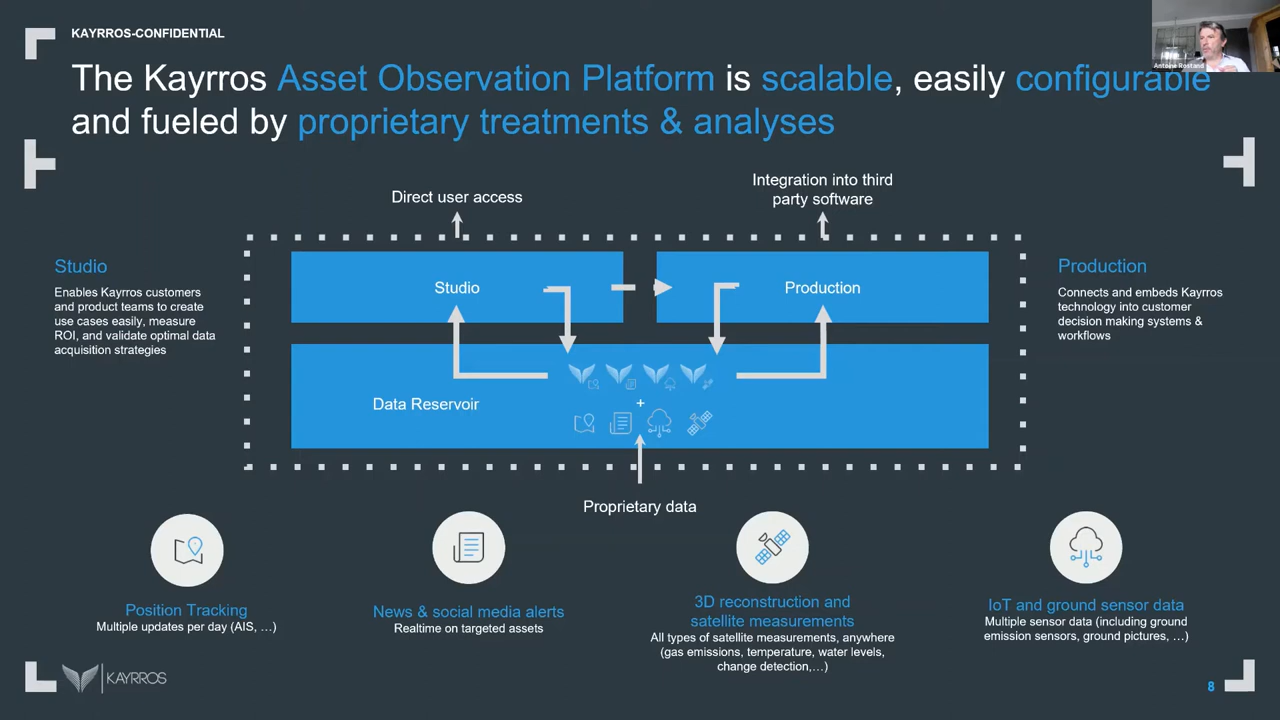 KAYRROS-CONFIDENTIAL
The Kayrros Asset Observation Platform is scalable, easily configurable
and fueled by proprietary treatments & analyses
Antoine Rostand
Direct user access
Integration into third
party software
Studio
Enables Kayrros customers
and product teams to create
use cases easily, measure
ROI, and validate optimal data
acquisition strategies
Studio
Production
Production
Connects and embeds Kayrros
technology into customer
decision making systems &
workflows
Data Reservoir
+
Proprietary data
Position Tracking
Multiple updates per day (AIS, ...)
News & social media alerts
Realtime on targeted assets
3D reconstruction and
satellite measurements
All types of satellite measurements, anywhere
(gas emissions, temperature, water levels,
change detection,...)
IoT and ground sensor data
Multiple sensor data (including ground
emission sensors, ground pictures, ...)
KAYRROS
8